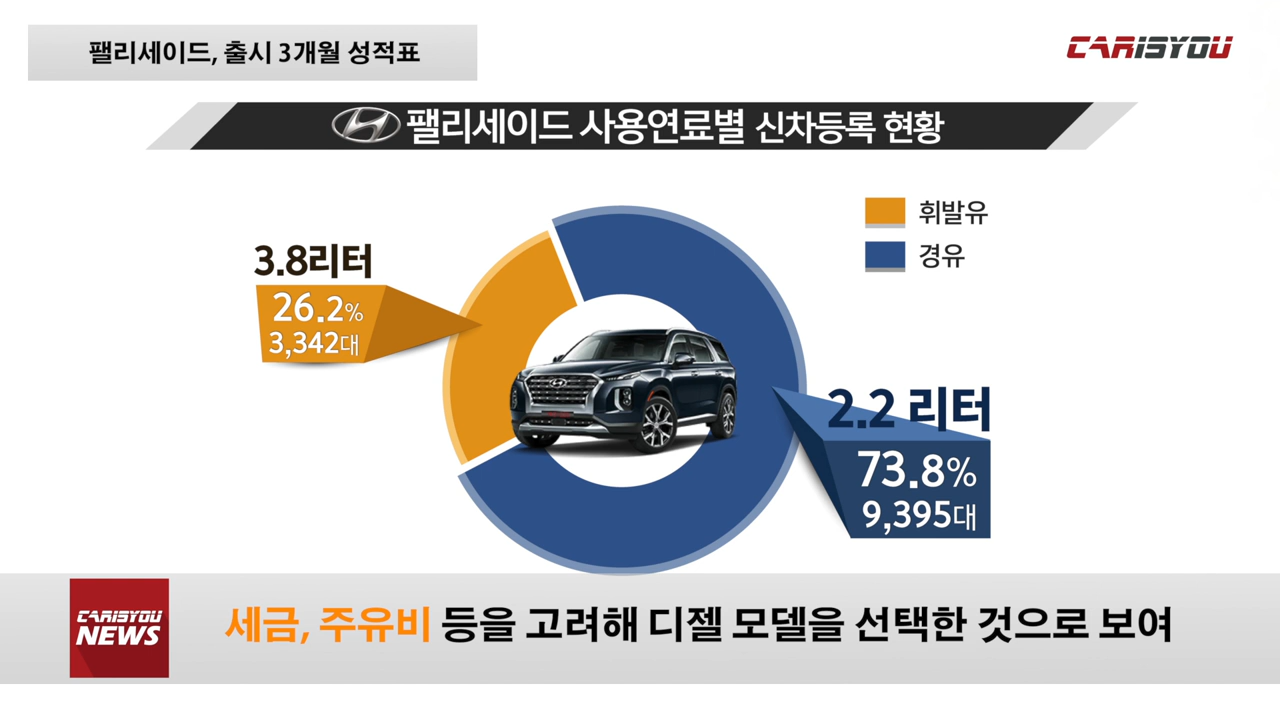 팰리세이드, 출시 3개월 성적표
CARISYOU
팰리세이드 사용연료별 신차등록 현황
휘발유
경유
3.8리터
26.2%
3,342대
2.2 리터
73.8%
9,395대
CARISYOU
NEWS
세금, 주유비 등을 고려해 디젤 모델을 선택한 것으로 보여